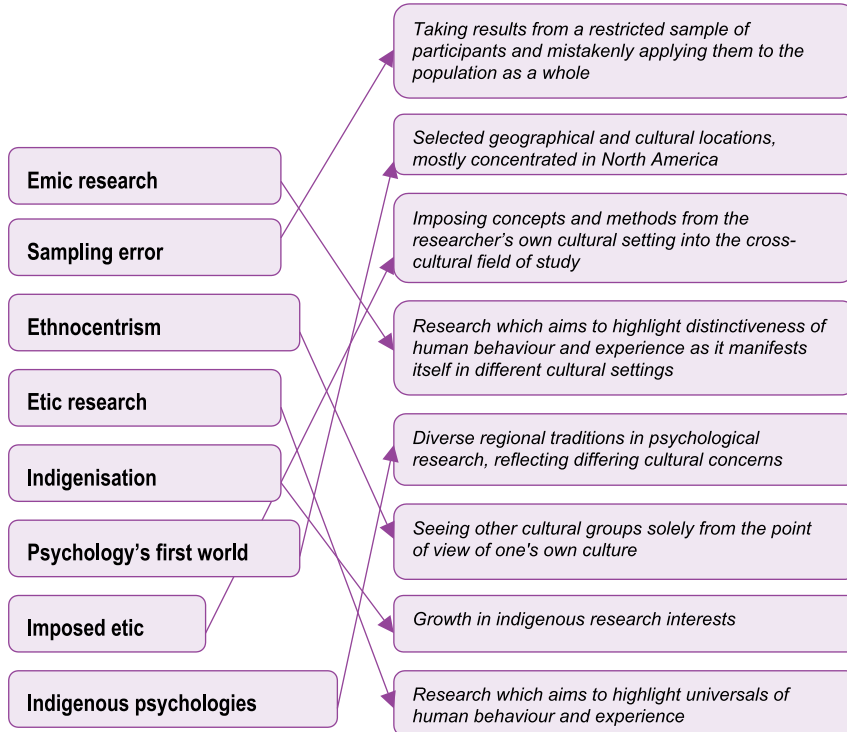 Emic research
Sampling error
Ethnocentrism
Etic research
Indigenisation
Psychology’s first world
Imposed etic
Indigenous psychologies
Taking results from a restricted sample of
participants and mistakenly applying them to the
population as a whole
Selected geographical and cultural locations,
mostly concentrated in North America
Imposing concepts and methods from the
researcher’s own cultural setting into the cross-
cultural field of study
Research which aims to highlight distinctiveness of
human behaviour and experience as it manifests
itself in different cultural settings
Diverse regional traditions in psychological
research, reflecting differing cultural concerns
Seeing other cultural groups solely from the point
of view of one's own culture
Growth in indigenous research interests
Research which aims to highlight universals of
human behaviour and experience